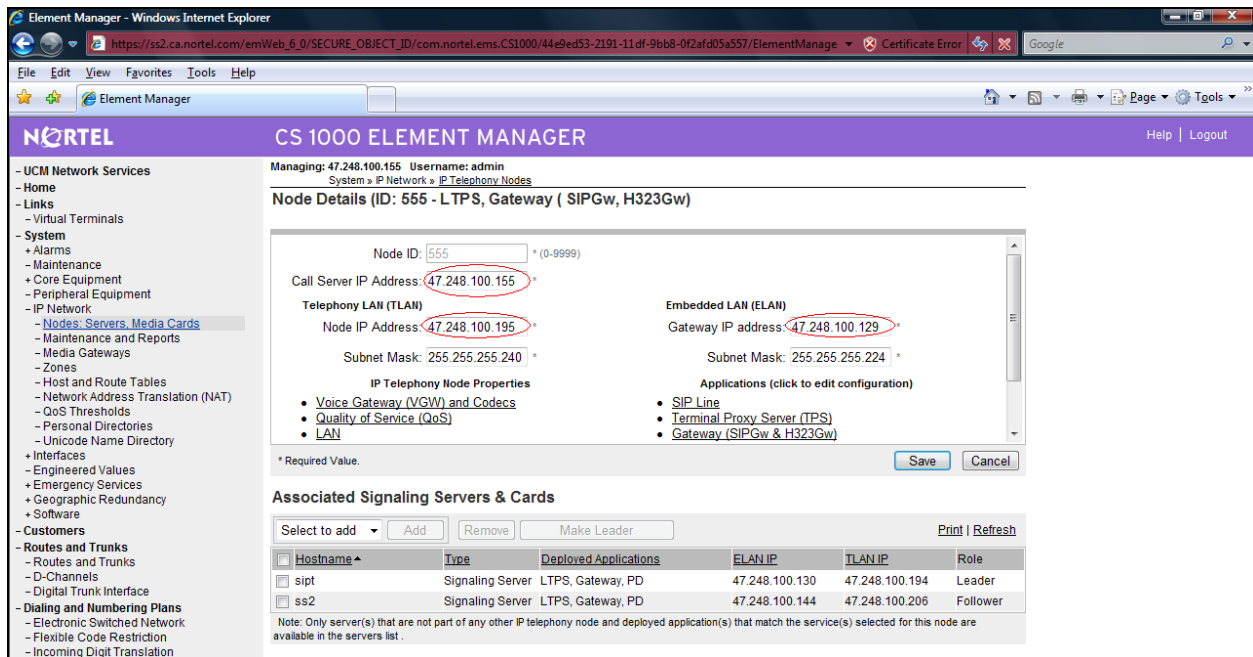 Element Manager - Windows Internet Explorer
https://ss2.ca.nortel.com/emWeb_6_0/SECURE_OBJECT_ID/com.nortel.ems.CS1000/44e9ed53-2191-11df-9bb8-0f2afd05a557/ElementManage Certificate Error Google
File Edit View Favorites Tools Help
Element Manager Page Tools »
NORTEL CS 1000 ELEMENT MANAGER Help | Logout
- UCM Network Services
- Home
- Links
- Virtual Terminals
- System
+ Alarms
- Maintenance
+ Core Equipment
- Peripheral Equipment
- IP Network
- Nodes: Servers, Media Cards
- Maintenance and Reports
- Media Gateways
- Zones
- Host and Route Tables
- Network Address Translation (NAT)
- QoS Thresholds
- Personal Directories
- Unicode Name Directory
+ Interfaces
- Engineered Values
+ Emergency Services
+ Geographic Redundancy
+ Software
- Customers
- Routes and Trunks
- Routes and Trunks
- D-Channels
- Digital Trunk Interface
- Dialing and Numbering Plans
- Electronic Switched Network
- Flexible Code Restriction
- Incoming Digit Translation
Managing: 47.248.100.155 Username: admin
System » IP Network » IP Telephony Nodes
Node Details (ID: 555 - LTPS, Gateway ( SIPGw, H323Gw)
Node ID: 555 * (0-9999)
Call Server IP Address: 47.248.100.155 *
Telephony LAN (TLAN) Embedded LAN (ELAN)
Node IP Address: 47.248.100.195 * Gateway IP address: 47.248.100.129 *
Subnet Mask: 255.255.255.240 * Subnet Mask: 255.255.255.224 *
IP Telephony Node Properties Applications (click to edit configuration)
• Voice Gateway (VGW) and Codecs • SIP Line
• Quality of Service (QoS) • Terminal Proxy Server (TPS)
• LAN • Gateway (SIPGw & H323Gw)
* Required Value. Save Cancel
Associated Signaling Servers & Cards
Select to add Add Remove Make Leader Print | Refresh
Hostname Type Deployed Applications ELAN IP TLAN IP Role
sipt Signaling Server LTPS, Gateway, PD 47.248.100.130 47.248.100.194 Leader
ss2 Signaling Server LTPS, Gateway, PD 47.248.100.144 47.248.100.206 Follower
Note: Only server(s) that are not part of any other IP telephony node and deployed application(s) that match the service(s) selected for this node are
available in the servers list .